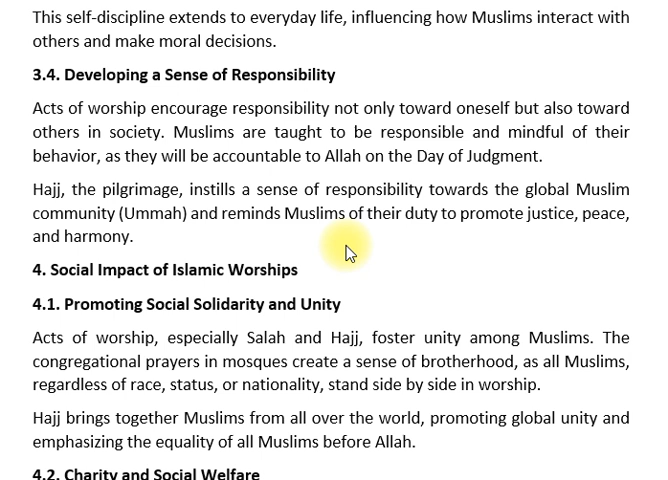 This self-discipline extends to everyday life, influencing how Muslims interact with
others and make moral decisions.
3.4. Developing a Sense of Responsibility
Acts of worship encourage responsibility not only toward oneself but also toward
others in society. Muslims are taught to be responsible and mindful of their
behavior, as they will be accountable to Allah on the Day of Judgment.
Hajj, the pilgrimage, instills a sense of responsibility towards the global Muslim
community (Ummah) and reminds Muslims of their duty to promote justice, peace,
and harmony.
4. Social Impact of Islamic Worships
4.1. Promoting Social Solidarity and Unity
Acts of worship, especially Salah and Hajj, foster unity among Muslims. The
congregational prayers in mosques create a sense of brotherhood, as all Muslims,
regardless of race, status, or nationality, stand side by side in worship.
Hajj brings together Muslims from all over the world, promoting global unity and
emphasizing the equality of all Muslims before Allah.
4.2. Charity and Social Welfare